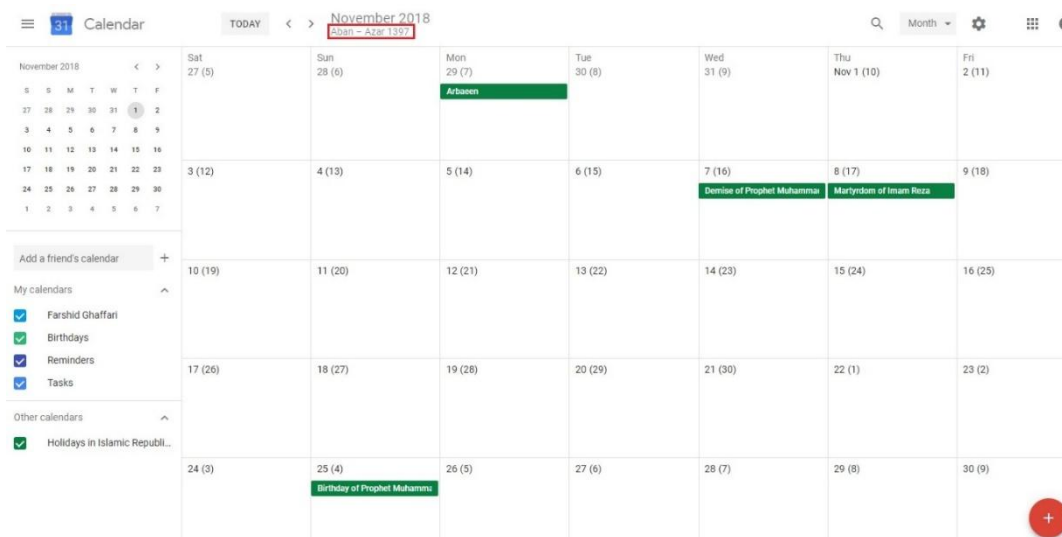 31 Calendar TODAY < > November 2018 Month
Aban – Azar 1397
November 2018 < >
S S M T W T F
27 28 29 30 31 1 2
3 4 5 6 7 8 9
10 11 12 13 14 15 16
17 18 19 20 21 22 23
24 25 26 27 28 29 30
1 2 3 4 5 6 7
Add a friend's calendar +
My calendars
Farshid Ghaffari
Birthdays
Reminders
Tasks
Other calendars
Holidays in Islamic Republi...
Sat Sun Mon Tue Wed Thu Fri
27 (5) 28 (6) 29 (7) 30 (8) 31 (9) Nov 1 (10) 2 (11)
Arbaeen
3 (12) 4 (13) 5 (14) 6 (15) 7 (16) 8 (17) 9 (18)
Demise of Prophet Muhammad Martyrdom of Imam Reza
10 (19) 11 (20) 12 (21) 13 (22) 14 (23) 15 (24) 16 (25)
17 (26) 18 (27) 19 (28) 20 (29) 21 (30) 22 (1) 23 (2)
24 (3) 25 (4) 26 (5) 27 (6) 28 (7) 29 (8) 30 (9)
Birthday of Prophet Muhamma
+